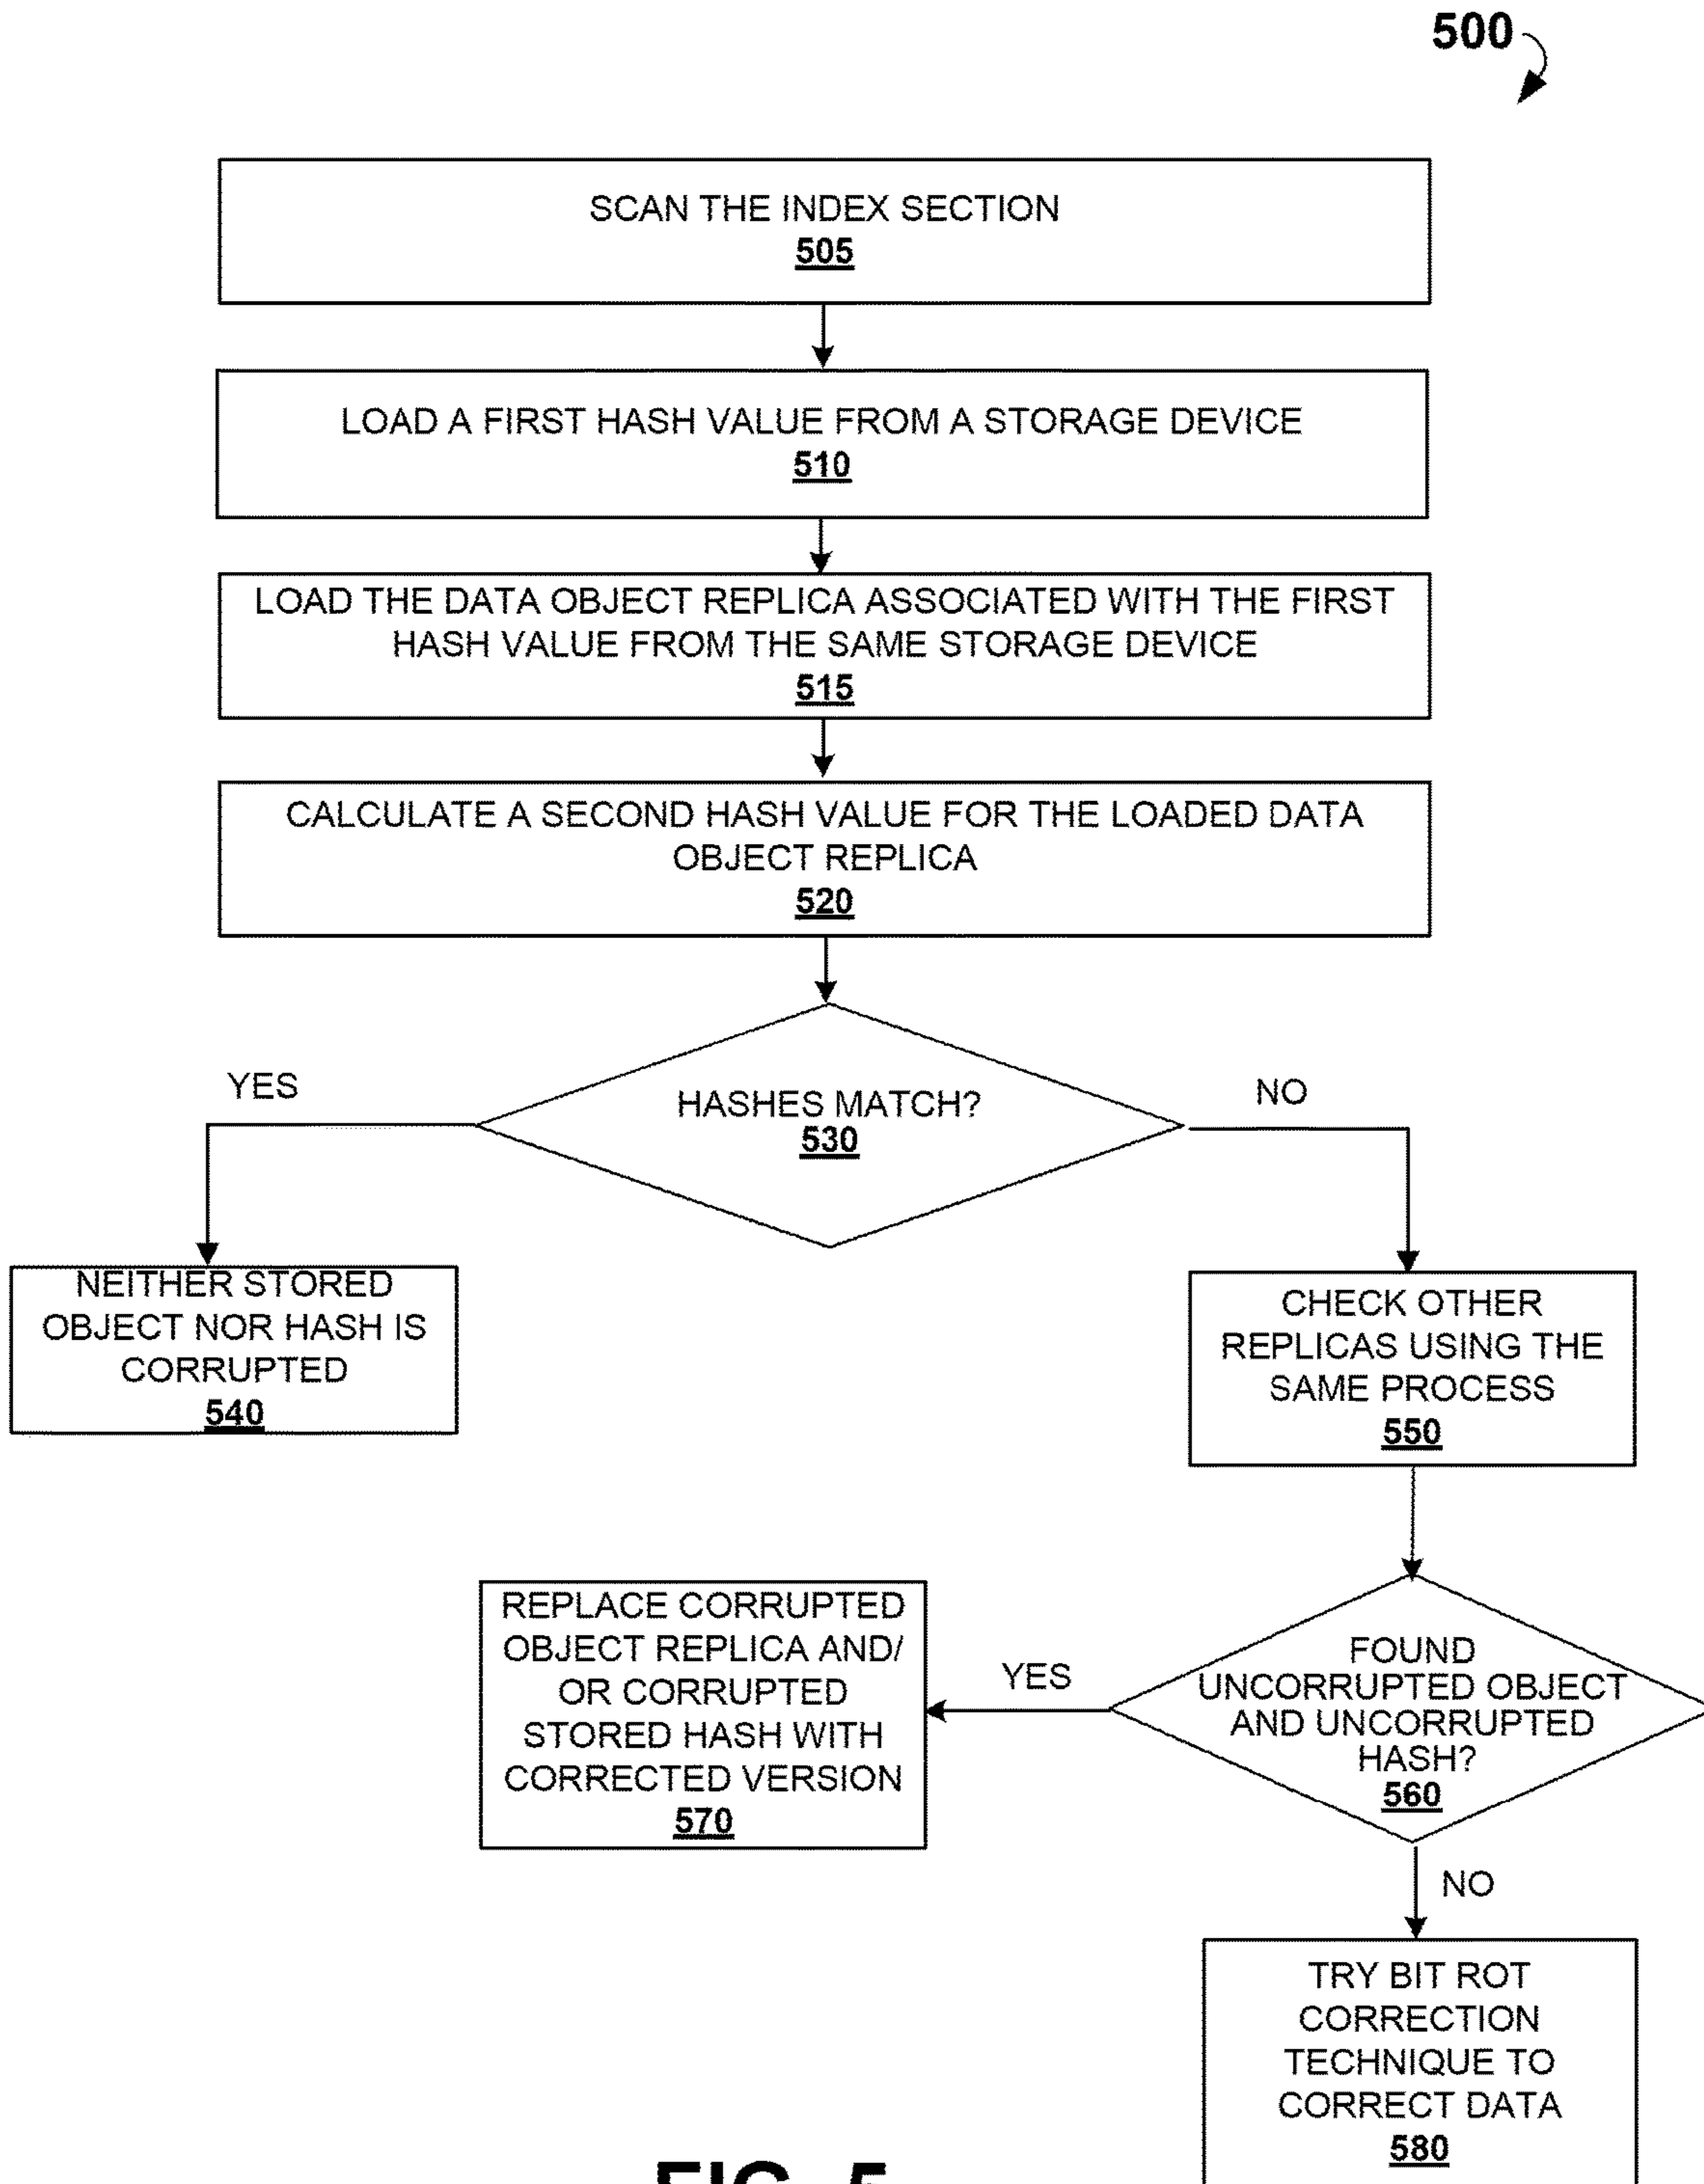 500
SCAN THE INDEX SECTION
505
LOAD A FIRST HASH VALUE FROM A STORAGE DEVICE
510
LOAD THE DATA OBJECT REPLICA ASSOCIATED WITH THE FIRST
HASH VALUE FROM THE SAME STORAGE DEVICE
515
CALCULATE A SECOND HASH VALUE FOR THE LOADED DATA
OBJECT REPLICA
520
HASHES MATCH?
530
YES
NO
NEITHER STORED
OBJECT NOR HASH IS
CORRUPTED
540
CHECK OTHER
REPLICAS USING THE
SAME PROCESS
550
FOUND
UNCORRUPTED OBJECT
AND UNCORRUPTED
HASH?
560
YES
REPLACE CORRUPTED
OBJECT REPLICA AND/
OR CORRUPTED
STORED HASH WITH
CORRECTED VERSION
570
NO
TRY BIT ROT
CORRECTION
TECHNIQUE TO
CORRECT DATA
580
FIG. 5